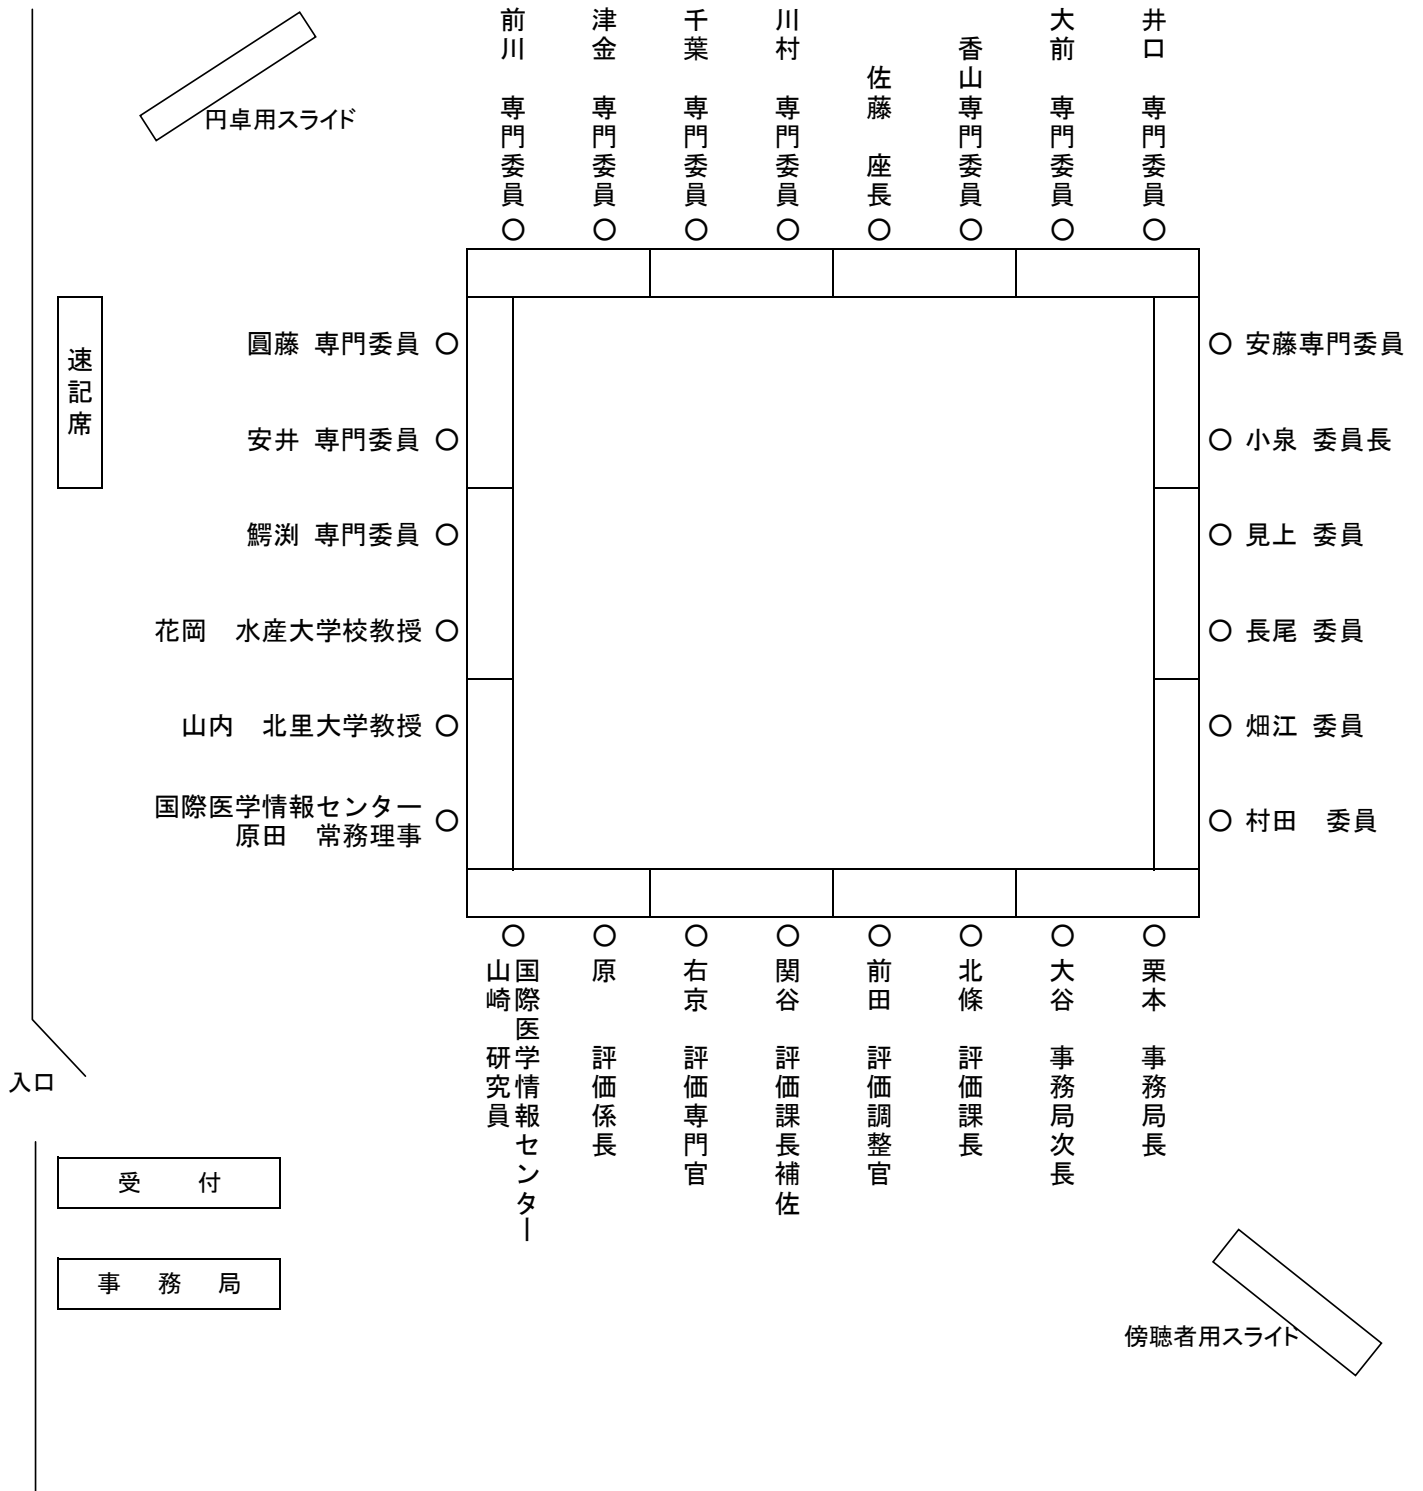 前川　専門委員
津金　専門委員
千葉　専門委員
川村　専門委員
佐藤　座長
香山専門委員
大前　専門委員
井口　専門委員
円卓用スライド
速記席
圓藤 専門委員
安井 専門委員
鰐渕 専門委員
花岡　水産大学校教授
山内　北里大学教授
国際医学情報センター
原田　常務理事
安藤専門委員
小泉 委員長
見上 委員
長尾 委員
畑江 委員
村田　委員
国際医学情報センター
山崎　研究員
原　　評価係長
右京　評価専門官
関谷　評価課長補佐
前田　評価調整官
北條　評価課長
大谷　事務局次長
栗本　事務局長
入口
受　付
事　務　局
傍聴者用スライド